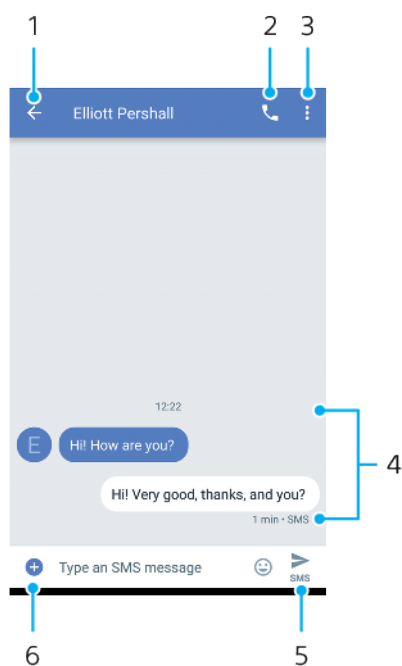 1 2 3
Elliott Pershall
12:22
E Hi! How are you?
Hi! Very good, thanks, and you?
1 min • SMS
4
Type an SMS message
SMS
6 5